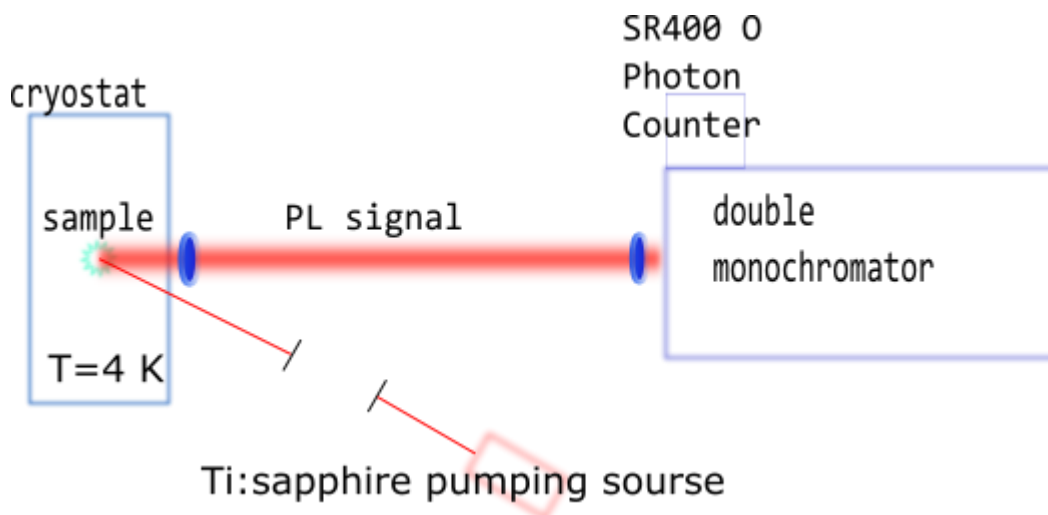 SR400 O
Photon
Counter
cryostat
sample
PL signal
double
monochromator
T=4 K
Ti:sapphire pumping sourse